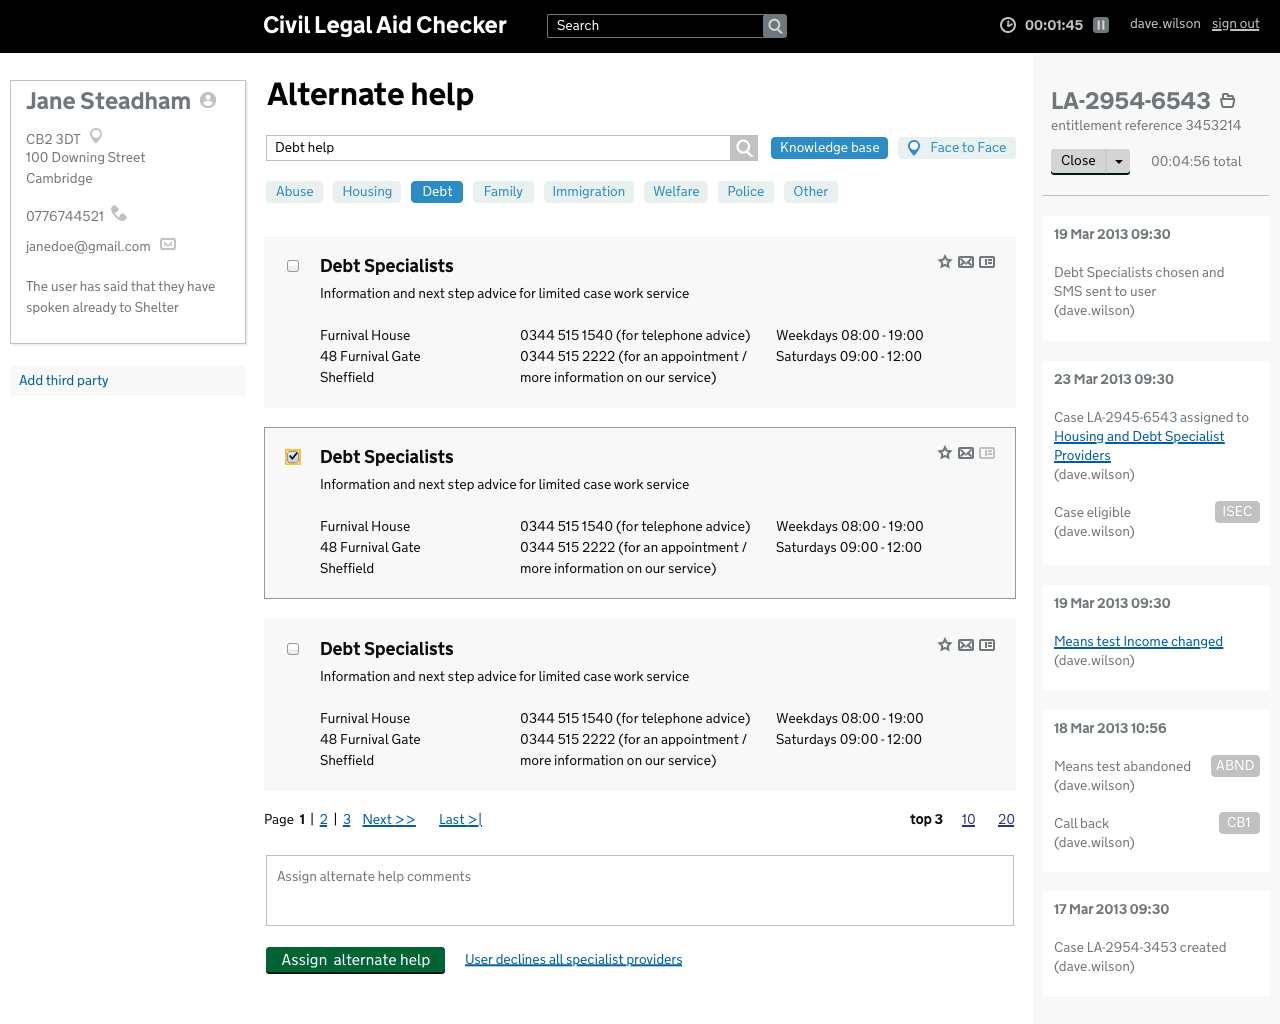 Civil Legal Aid Checker
Search
00:01:45
dave.wilson sign out
Jane Steadham
CB2 3DT
100 Downing Street
Cambridge
0776744521
janedoe@gmail.com
The user has said that they have
spoken already to Shelter
Add third party
Alternate help
Debt help
Knowledge base
Face to Face
Abuse Housing Debt Family Immigration Welfare Police Other
Debt Specialists
Information and next step advice for limited case work service
Furnival House 0344 515 1540 (for telephone advice) Weekdays 08:00 - 19:00
48 Furnival Gate 0344 515 2222 (for an appointment / Saturdays 09:00 - 12:00
Sheffield more information on our service)
Debt Specialists
Information and next step advice for limited case work service
Furnival House 0344 515 1540 (for telephone advice) Weekdays 08:00 - 19:00
48 Furnival Gate 0344 515 2222 (for an appointment / Saturdays 09:00 - 12:00
Sheffield more information on our service)
Debt Specialists
Information and next step advice for limited case work service
Furnival House 0344 515 1540 (for telephone advice) Weekdays 08:00 - 19:00
48 Furnival Gate 0344 515 2222 (for an appointment / Saturdays 09:00 - 12:00
Sheffield more information on our service)
Page 1 | 2 | 3 Next >> Last >| top 3 10 20
Assign alternate help comments
Assign alternate help
User declines all specialist providers
LA-2954-6543
entitlement reference 3453214
Close
00:04:56 total
19 Mar 2013 09:30
Debt Specialists chosen and
SMS sent to user
(dave.wilson)
23 Mar 2013 09:30
Case LA-2945-6543 assigned to
Housing and Debt Specialist
Providers
(dave.wilson)
Case eligible ISEC
(dave.wilson)
19 Mar 2013 09:30
Means test Income changed
(dave.wilson)
18 Mar 2013 10:56
Means test abandoned ABND
(dave.wilson)
Call back CB1
(dave.wilson)
17 Mar 2013 09:30
Case LA-2954-3453 created
(dave.wilson)